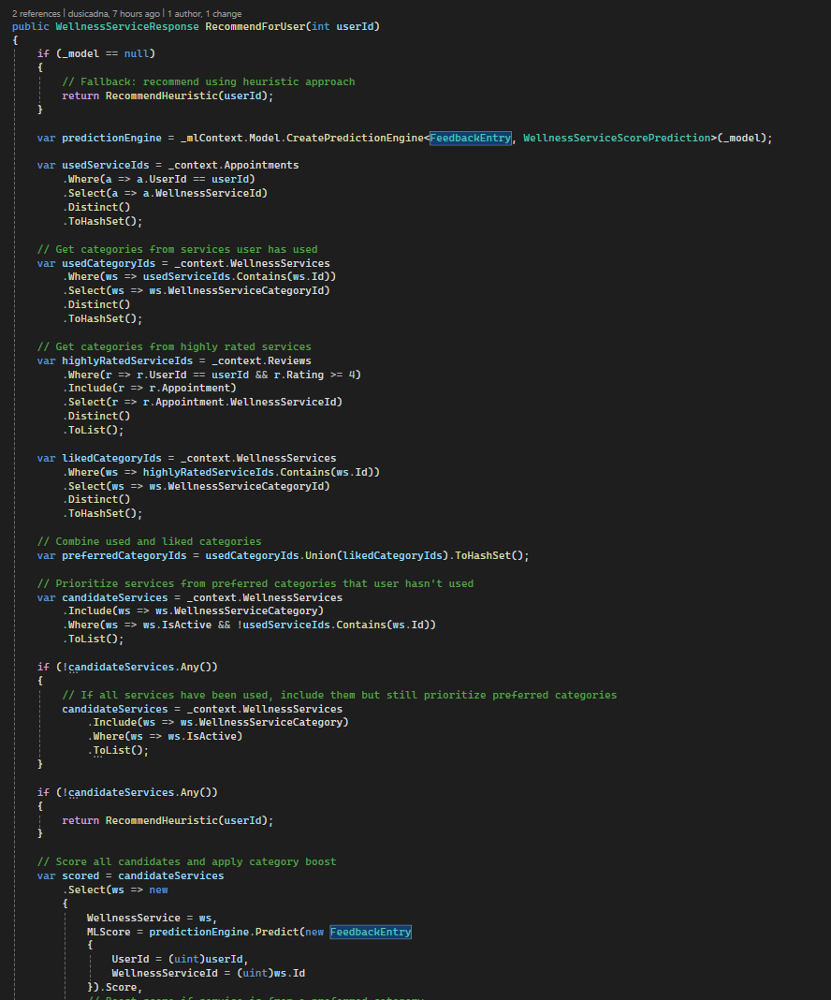 2 references | dusicadna, 7 hours ago | 1 author, 1 change
public WellnessServiceResponse RecommendForUser(int userId)
{
if (_model == null)
{
// Fallback: recommend using heuristic approach
return RecommendHeuristic(userId);
}
var predictionEngine = _mlContext.Model.CreatePredictionEngine<FeedbackEntry, WellnessServiceScorePrediction>(_model);
var usedServiceIds = _context.Appointments
.Where(a => a.UserId == userId)
.Select(a => a.WellnessServiceId)
.Distinct()
.ToHashSet();
// Get categories from services user has used
var usedCategoryIds = _context.WellnessServices
.Where(ws => usedServiceIds.Contains(ws.Id))
.Select(ws => ws.WellnessServiceCategoryId)
.Distinct()
.ToHashSet();
// Get categories from highly rated services
var highlyRatedServiceIds = _context.Reviews
.Where(r => r.UserId == userId && r.Rating >= 4)
.Include(r => r.Appointment)
.Select(r => r.Appointment.WellnessServiceId)
.Distinct()
.ToList();
var likedCategoryIds = _context.WellnessServices
.Where(ws => highlyRatedServiceIds.Contains(ws.Id))
.Select(ws => ws.WellnessServiceCategoryId)
.Distinct()
.ToHashSet();
// Combine used and liked categories
var preferredCategoryIds = usedCategoryIds.Union(likedCategoryIds).ToHashSet();
// Prioritize services from preferred categories that user hasn't used
var candidateServices = _context.WellnessServices
.Include(ws => ws.WellnessServiceCategory)
.Where(ws => ws.IsActive && !usedServiceIds.Contains(ws.Id))
.ToList();
if (!candidateServices.Any())
{
// If all services have been used, include them but still prioritize preferred categories
candidateServices = _context.WellnessServices
.Include(ws => ws.WellnessServiceCategory)
.Where(ws => ws.IsActive)
.ToList();
}
if (!candidateServices.Any())
{
return RecommendHeuristic(userId);
}
// Score all candidates and apply category boost
var scored = candidateServices
.Select(ws => new
{
WellnessService = ws,
MLScore = predictionEngine.Predict(new FeedbackEntry
{
UserId = (uint)userId,
WellnessServiceId = (uint)ws.Id
}).Score,